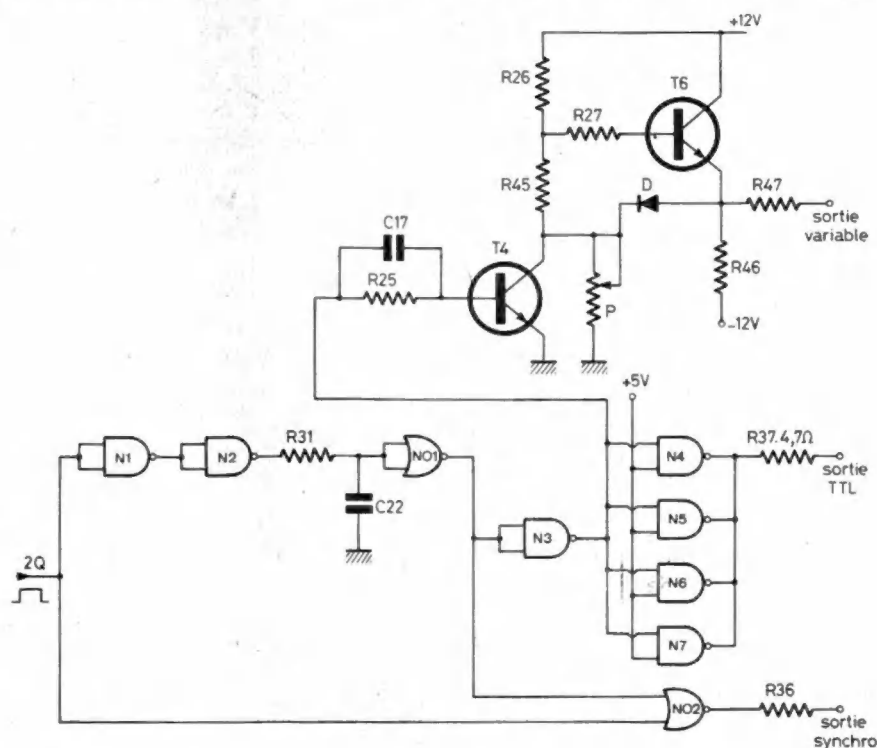 +12V
R26
T6
R27
R45
D
R47
sortie
variable
C17
T4
R46
R25
P
-12V
+5V
N1
N2
R31
NO1
N4
R37.4,7Ω
sortie
TTL
C22
N3
N5
2Q
N6
N7
NO2
R36
sortie
synchro